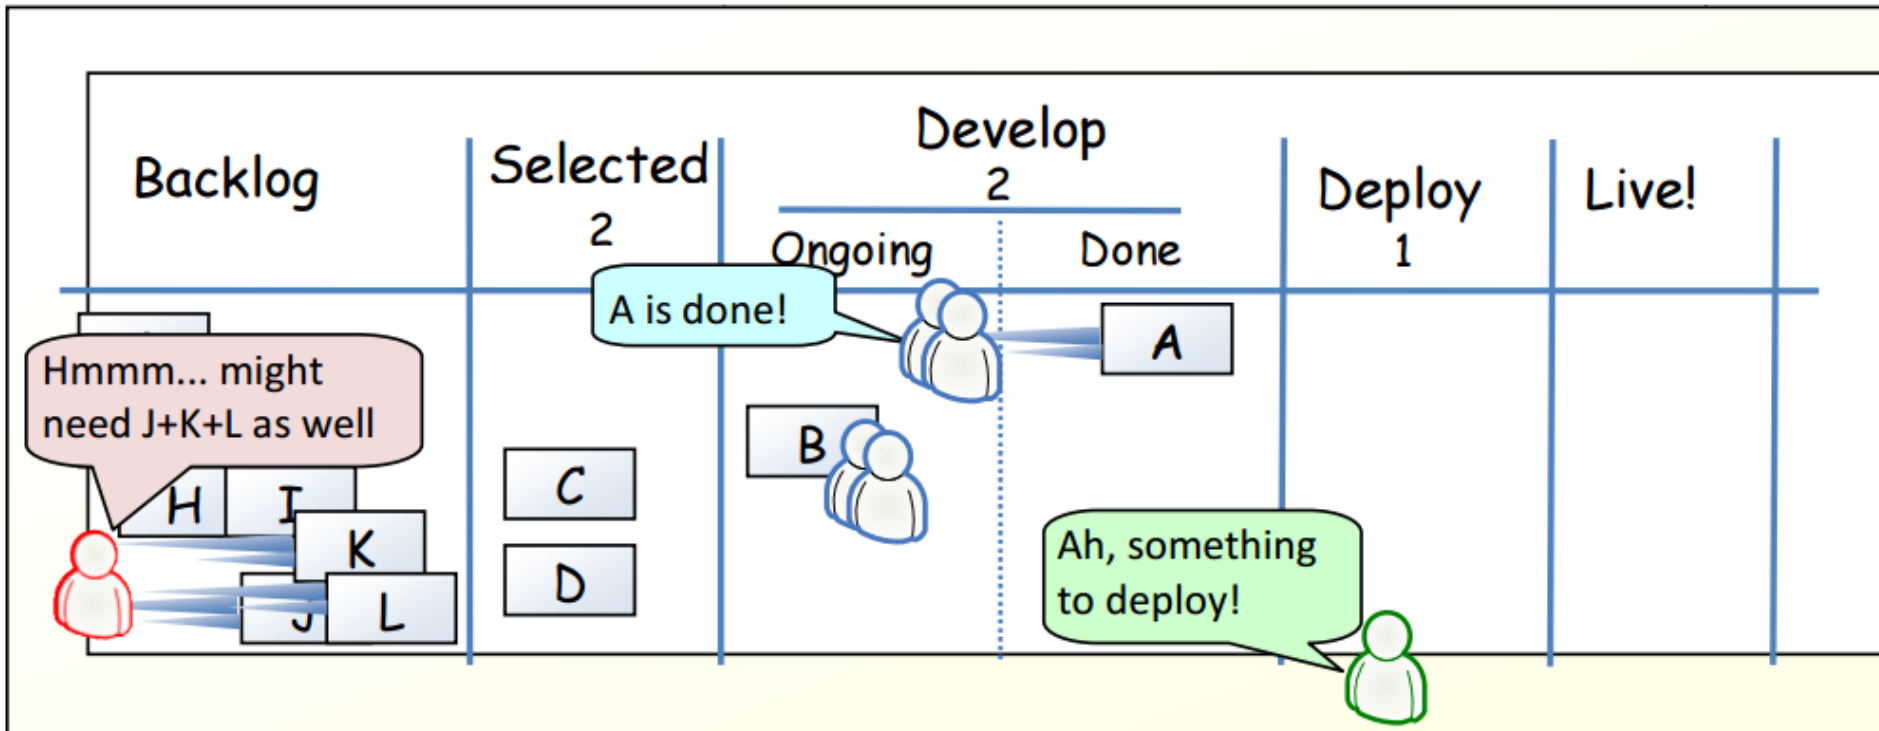 Backlog
Selected
2
Develop
2
Ongoing
Done
Deploy
1
Live!
A is done!
A
Hmmm... might
need J+K+L as well
B
C
H
I
K
D
J
L
Ah, something
to deploy!